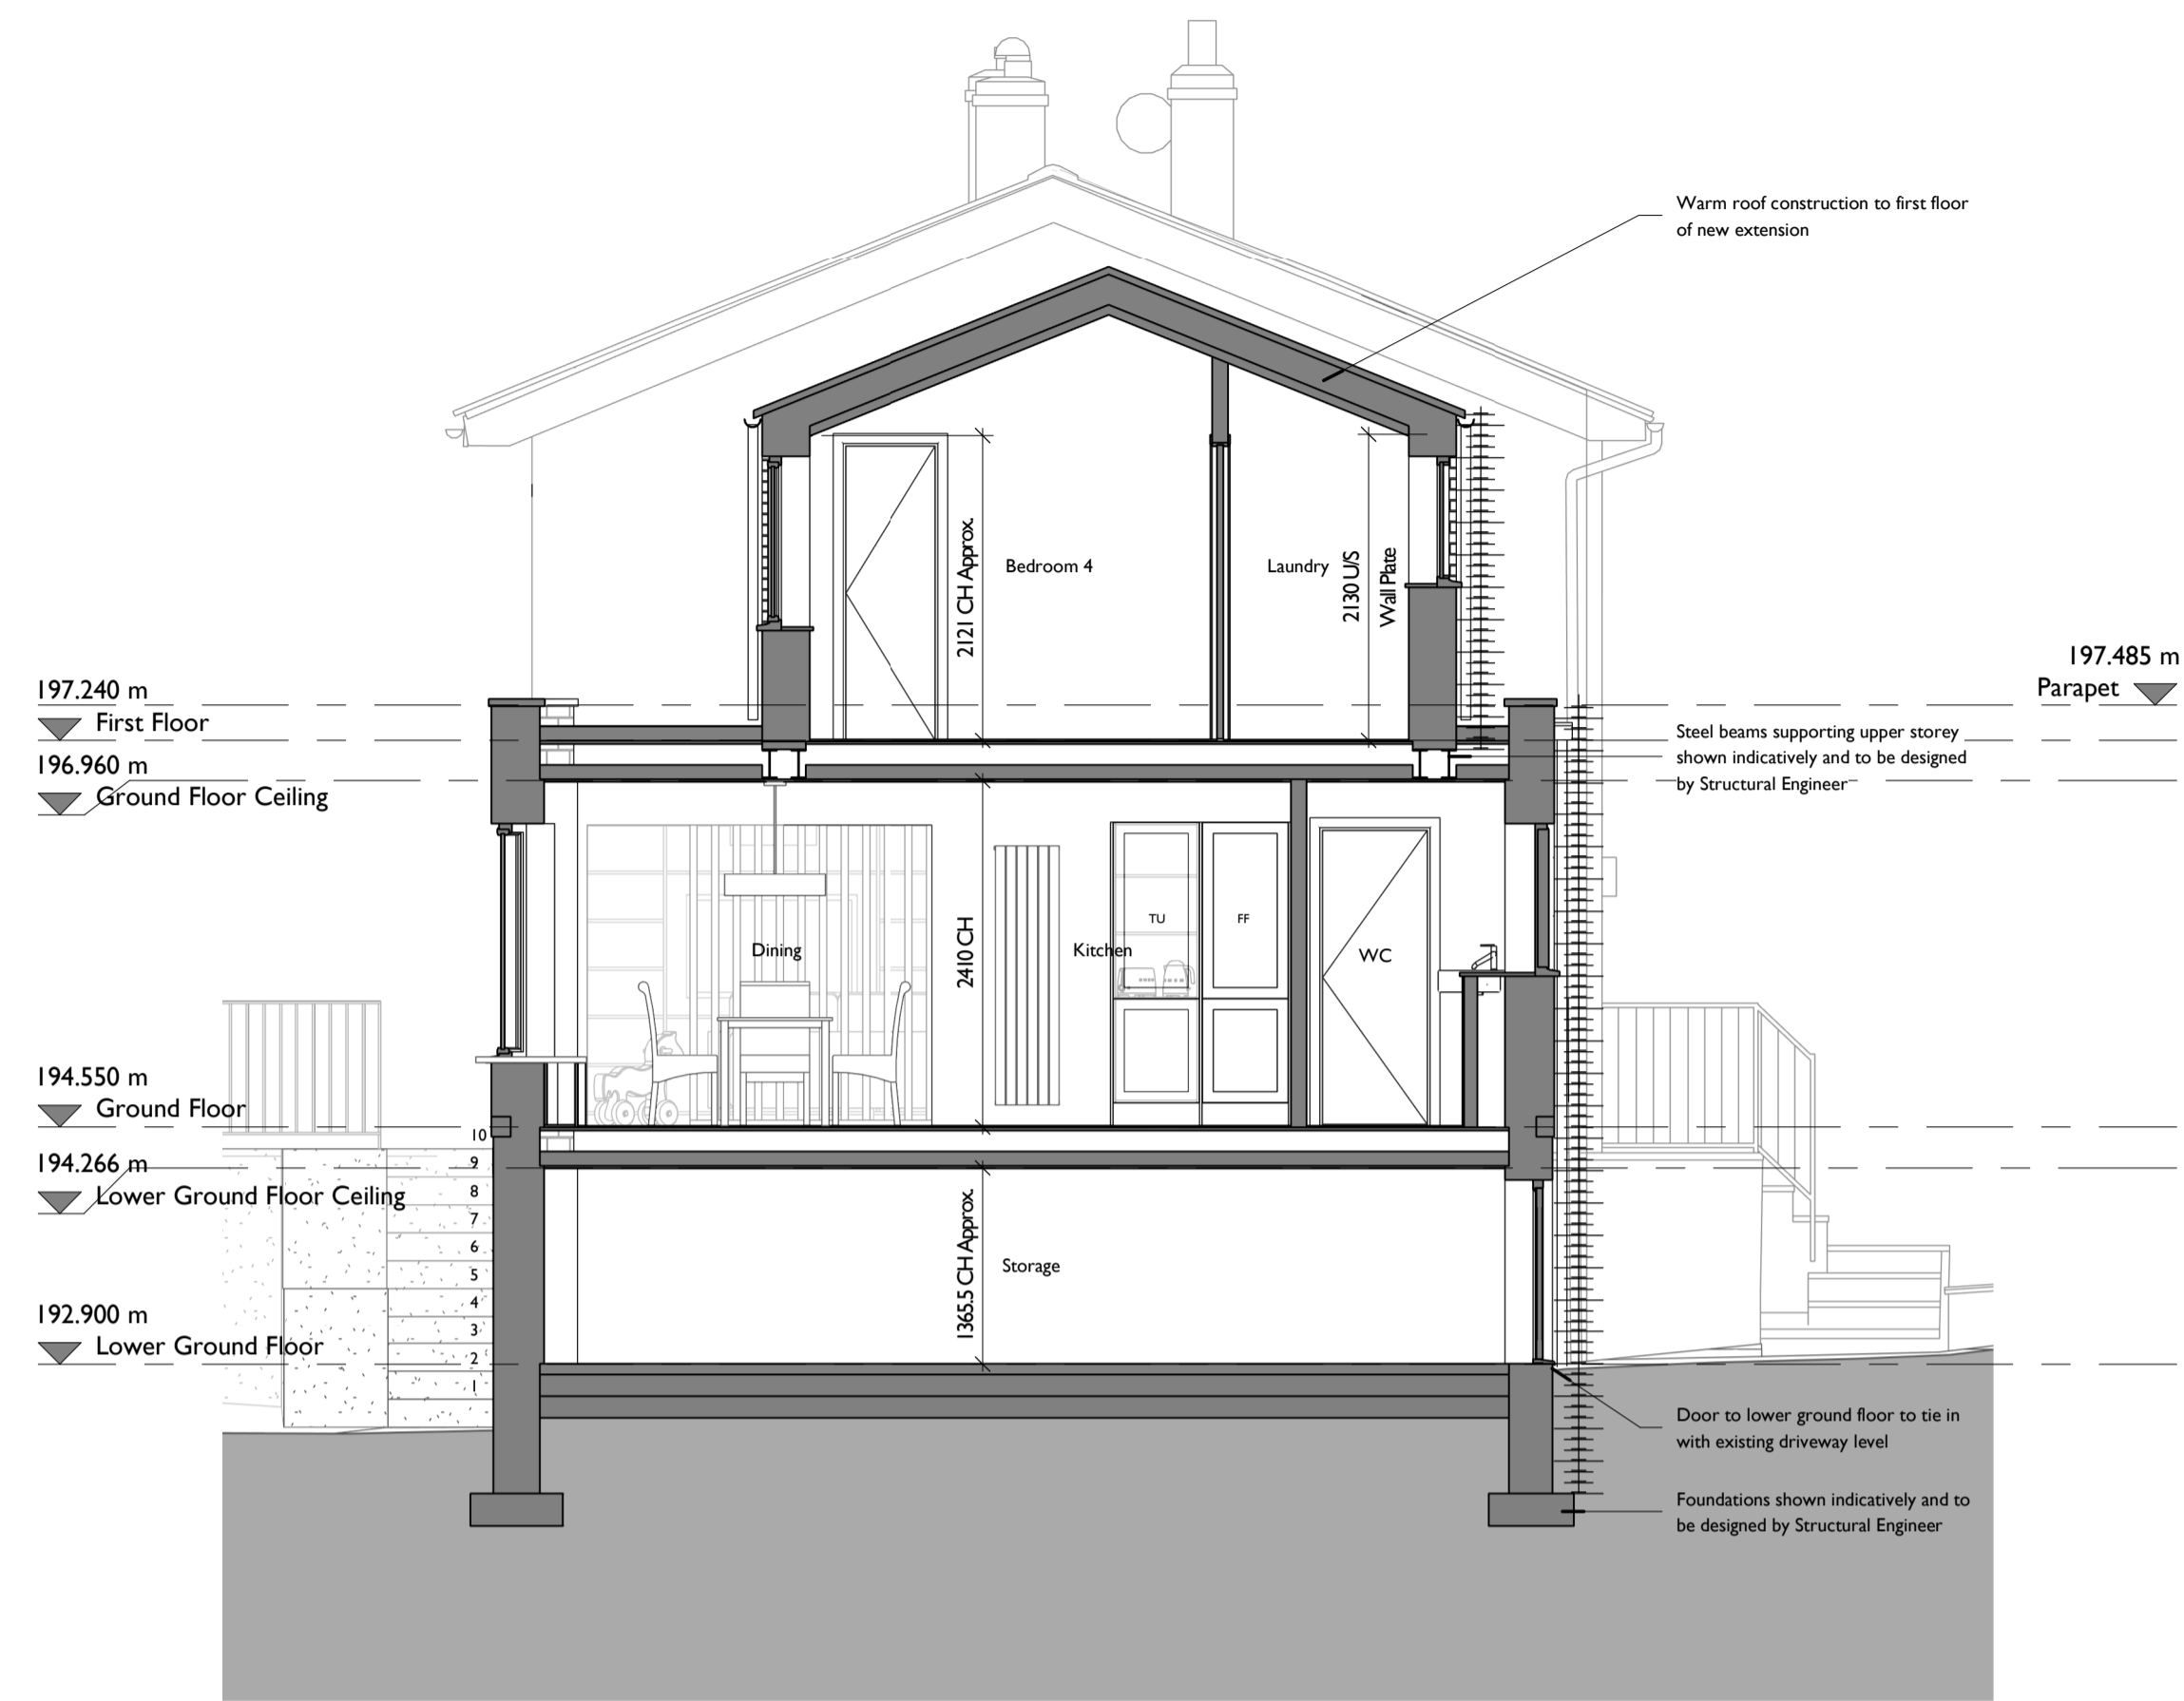 Warm roof construction to first floor
of new extension
2121 CH Approx.
Bedroom 4
Laundry
2130 U/S
Wall Plate
197.240 m
First Floor
197.485 m
Parapet
Steel beams supporting upper storey
shown indicatively and to be designed
by Structural Engineer
196.960 m
Ground Floor Ceiling
TU
FF
Dining
2410 CH
Kitchen
WC
194.550 m
Ground Floor
10
194.266 m
9
Lower Ground Floor Ceiling
8
7
6
5
4
3
2
1
1365.5 CH Approx.
Storage
192.900 m
Lower Ground Floor
Door to lower ground floor to tie in
with existing driveway level
Foundations shown indicatively and to
be designed by Structural Engineer